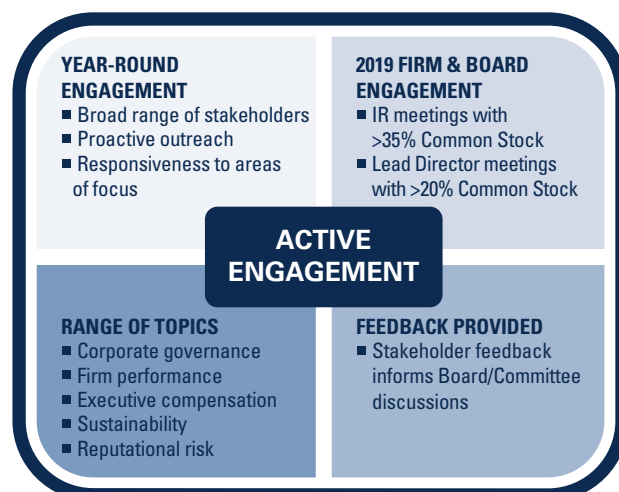 YEAR-ROUND
ENGAGEMENT
■ Broad range of stakeholders
■ Proactive outreach
■ Responsiveness to areas
of focus
2019 FIRM & BOARD
ENGAGEMENT
■ IR meetings with
>35% Common Stock
■ Lead Director meetings
with >20% Common Stock
ACTIVE
ENGAGEMENT
RANGE OF TOPICS
■ Corporate governance
■ Firm performance
■ Executive compensation
■ Sustainability
■ Reputational risk
FEEDBACK PROVIDED
■ Stakeholder feedback
informs Board/Committee
discussions